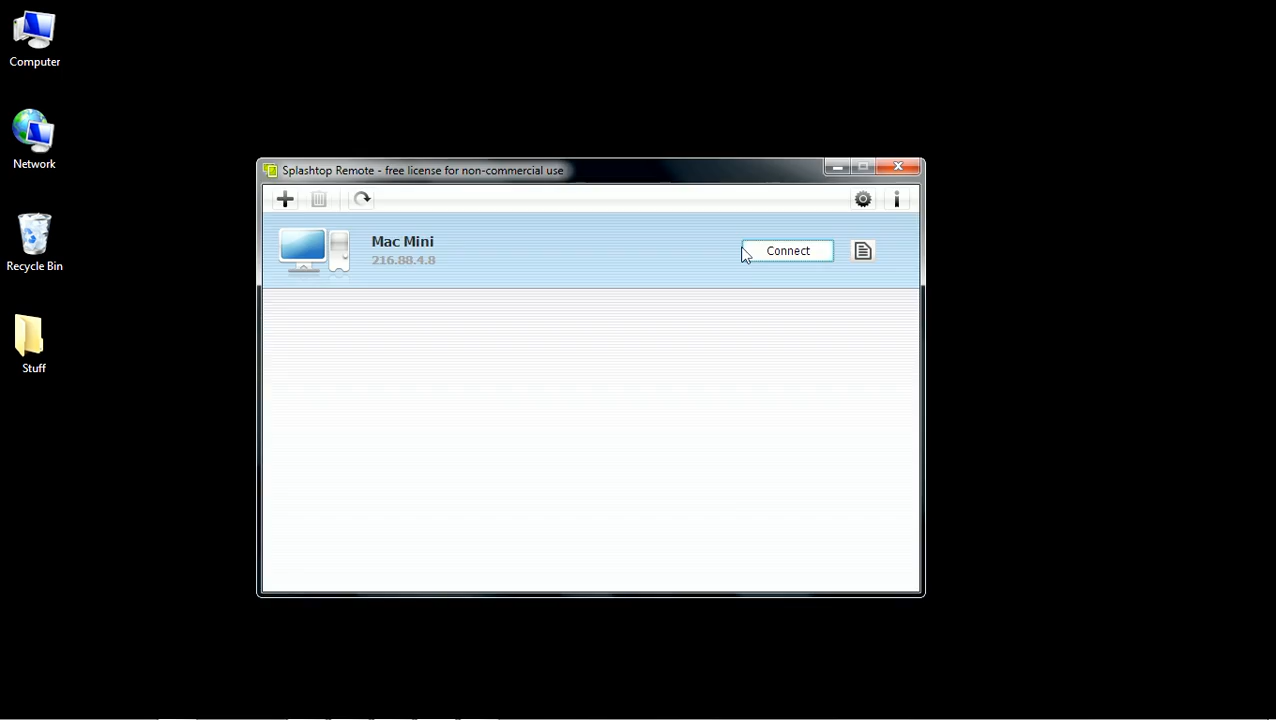 Computer
Network
Recycle Bin
Stuff
Splashtop Remote - free license for non-commercial use
Mac Mini
216.88.4.8
Connect